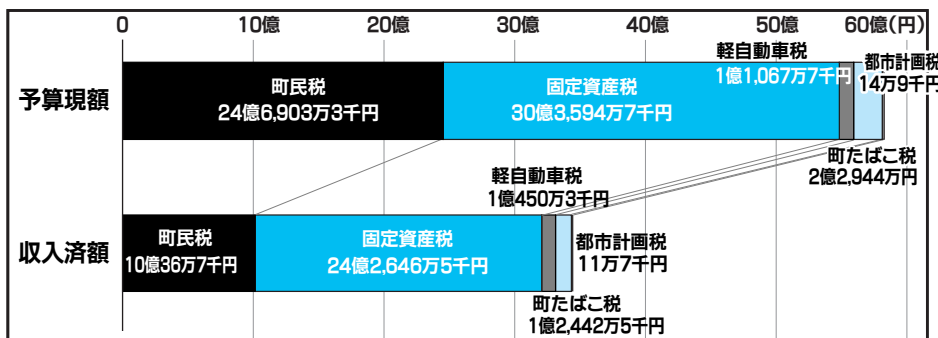 0 10億 20億 30億 40億 50億 60億(円)
予算現額
町民税
24億6,903万3千円
固定資産税
30億3,594万7千円
軽自動車税
1億1,067万7千円
都市計画税
14万9千円
町たばこ税
2億2,944万円
収入済額
町民税
10億36万7千円
固定資産税
24億2,646万5千円
軽自動車税
1億450万3千円
都市計画税
11万7千円
町たばこ税
1億2,442万5千円